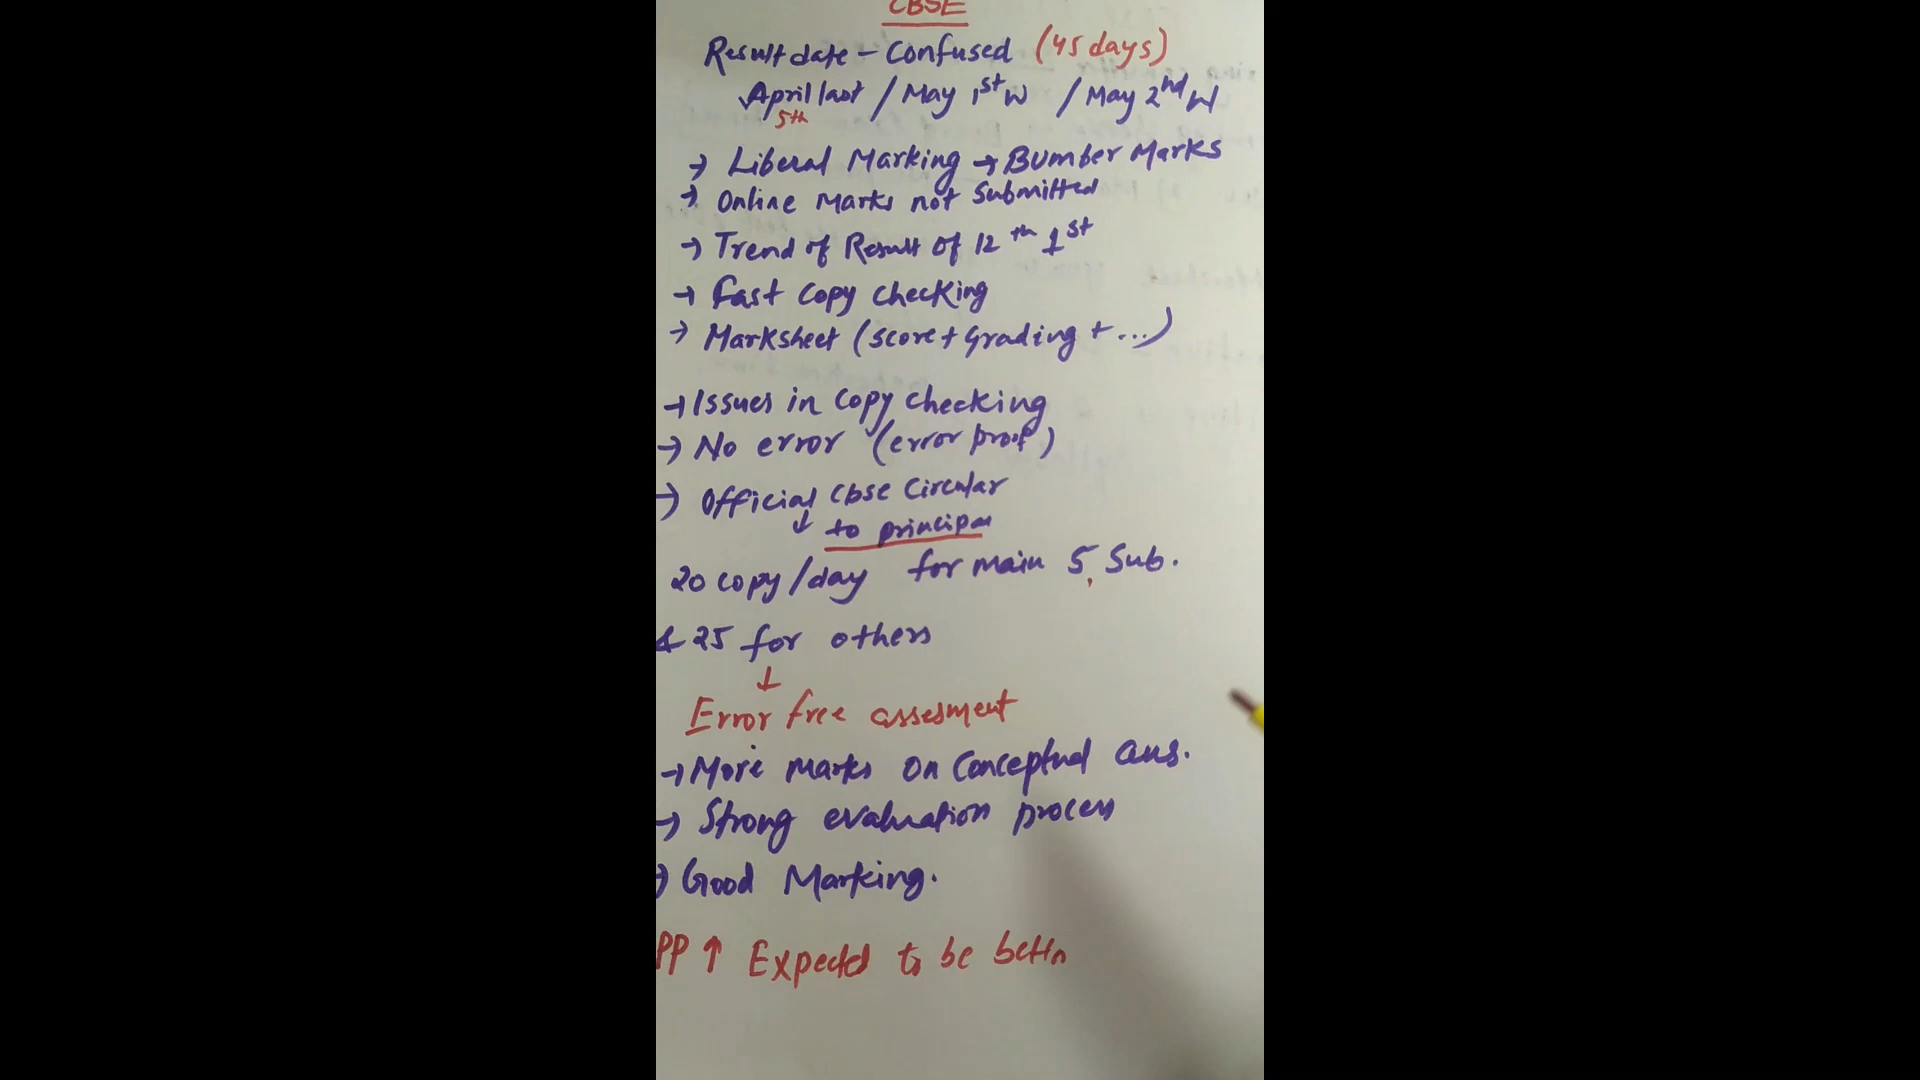 CBSE
Result date - Confused (45 days)
April last / May 1st W / May 2nd W
5th
→ Liberal Marking → Bumber Marks
→ Online Marks not Submitted
→ Trend of Result of 12th 1st
→ Fast Copy Checking
→ Marksheet (Score + Grading + ...)
→ Issues in Copy Checking
→ No error (error proof)
→ Official Cbse Circular
↓ to principal
20 copy/day for main 5, Sub.
& 25 for others
↓
Error free assesment
→ More marks on Conceptual ans.
→ Strong evaluation process
→ Good Marking.
PP ↑ Expected to be better